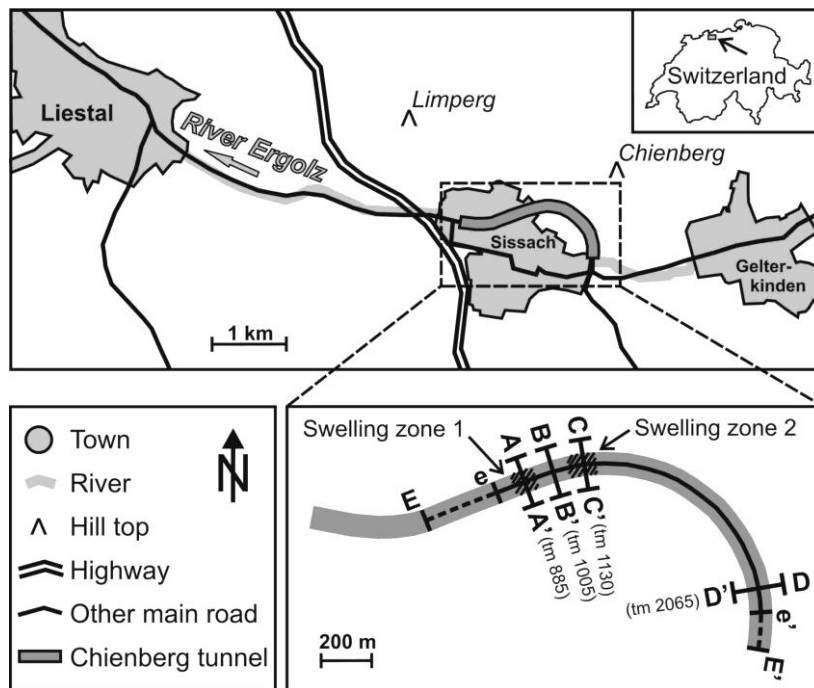 Switzerland
Limperg
Liestal
River Ergolz
Chienberg
Sissach
Gelter-
kinden
1 km
Town
River
Hill top
Highway
Other main road
Chienberg tunnel
N
Swelling zone 1
Swelling zone 2
E
e
A
B
C
A' (tm 885)
B' (tm 1005)
C' (tm 1130)
(tm 2065)
D'
D
e'
E'
200 m